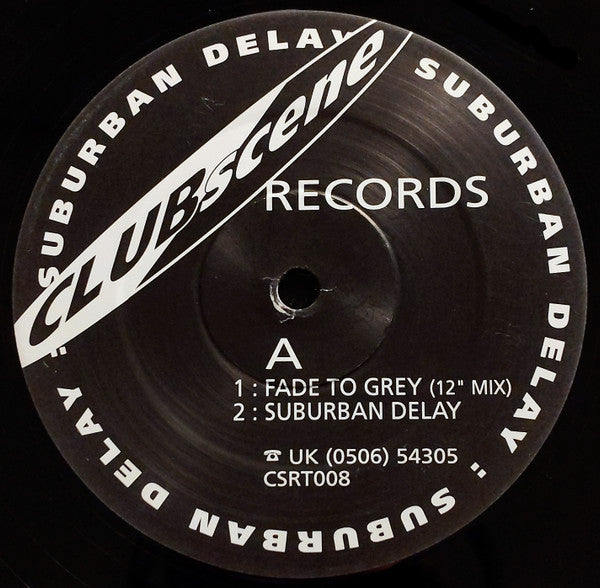 SUBURBAN DELAY : SUBURBAN DELAY : SUBURBAN DELAY :
CLUBscene
RECORDS
A
1 : FADE TO GREY (12" MIX)
2 : SUBURBAN DELAY
☎ UK (0506) 54305
CSRT008